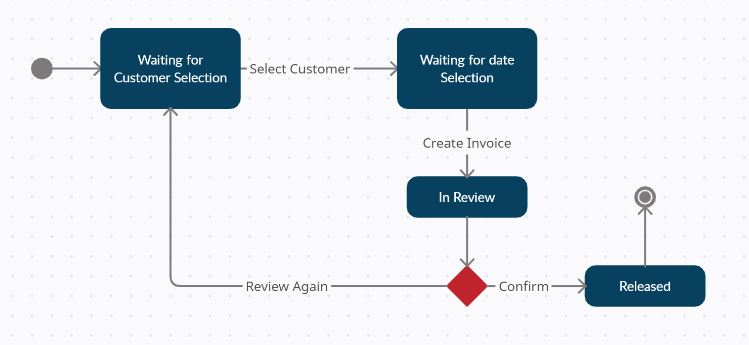 Waiting for
Customer Selection
Select Customer
Waiting for date
Selection
Create Invoice
In Review
Review Again
Confirm
Released